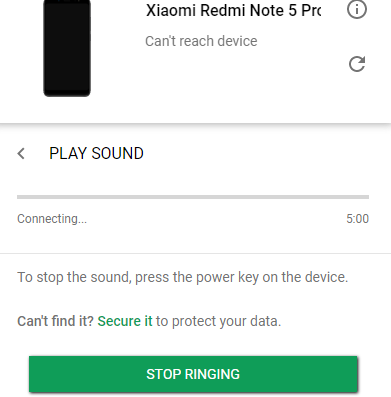 Xiaomi Redmi Note 5 Pro
Can't reach device
PLAY SOUND
Connecting...
5:00
To stop the sound, press the power key on the device.
Can't find it? Secure it to protect your data.
STOP RINGING